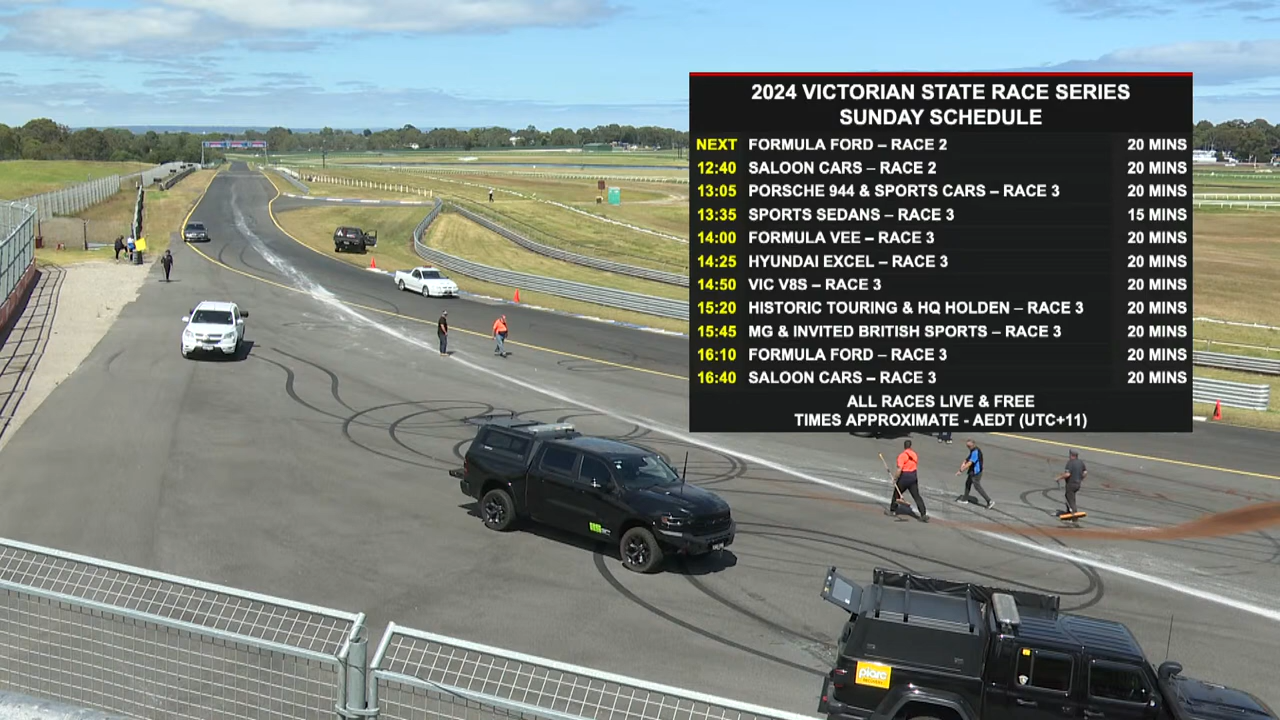 2024 VICTORIAN STATE RACE SERIES
SUNDAY SCHEDULE
NEXT FORMULA FORD – RACE 2 20 MINS
12:40 SALOON CARS – RACE 2 20 MINS
13:05 PORSCHE 944 & SPORTS CARS – RACE 3 20 MINS
13:35 SPORTS SEDANS – RACE 3 15 MINS
14:00 FORMULA VEE – RACE 3 20 MINS
14:25 HYUNDAI EXCEL – RACE 3 20 MINS
14:50 VIC V8S – RACE 3 20 MINS
15:20 HISTORIC TOURING & HQ HOLDEN – RACE 3 20 MINS
15:45 MG & INVITED BRITISH SPORTS – RACE 3 20 MINS
16:10 FORMULA FORD – RACE 3 20 MINS
16:40 SALOON CARS – RACE 3 20 MINS
ALL RACES LIVE & FREE
TIMES APPROXIMATE - AEDT (UTC+11)
piarc